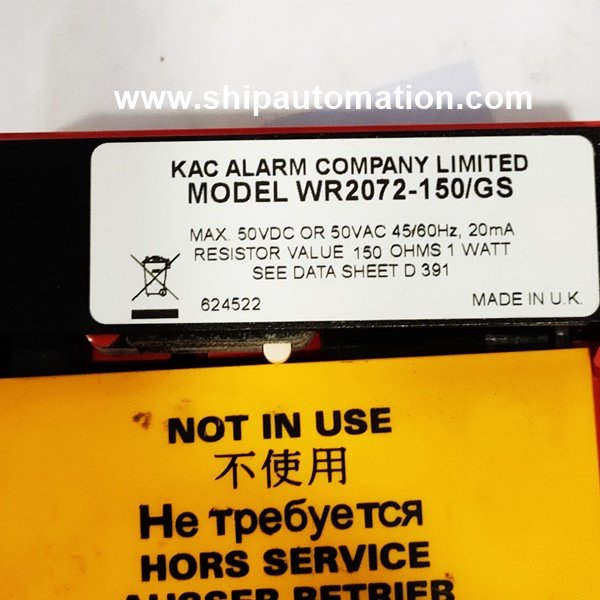 www.shipautomation.com
KAC ALARM COMPANY LIMITED
MODEL WR2072-150/GS
MAX. 50VDC OR 50VAC 45/60Hz, 20mA
RESISTOR VALUE 150 OHMS 1 WATT
SEE DATA SHEET D 391
624522
MADE IN U.K.
NOT IN USE
不使用
Не требуется
HORS SERVICE
AUSSER BETRIEB